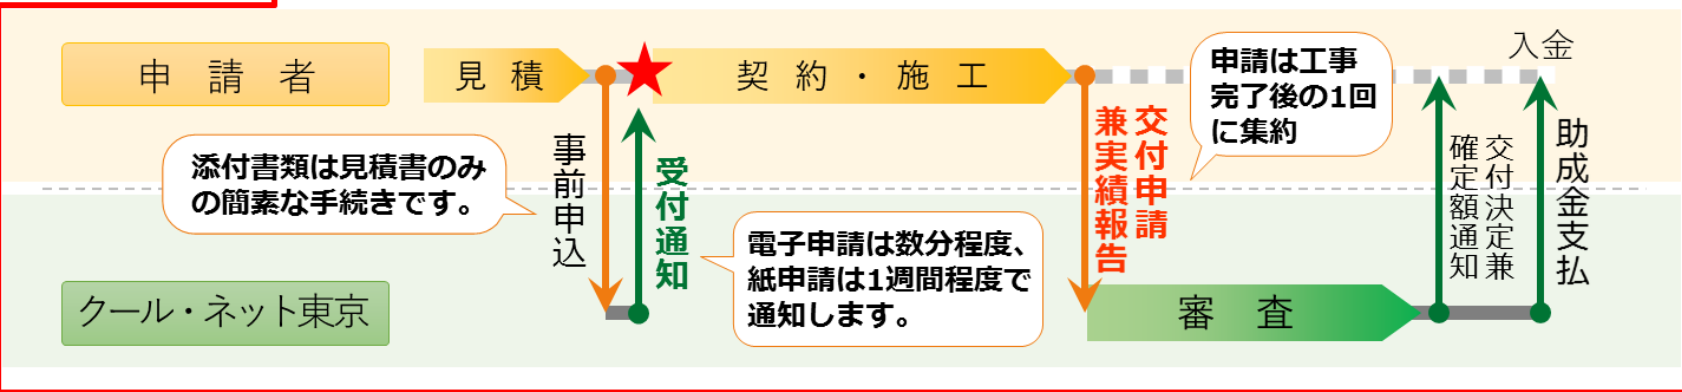 申請者
見積
契約・施工
入金
申請は工事
完了後の1回
に集約
添付書類は見積書のみ
の簡素な手続きです。
事前申込
受付通知
電子申請は数分程度、
紙申請は1週間程度で
通知します。
交付申請
兼実績報告
交付決定兼
確定額通知
助成金支払
クール・ネット東京
審査